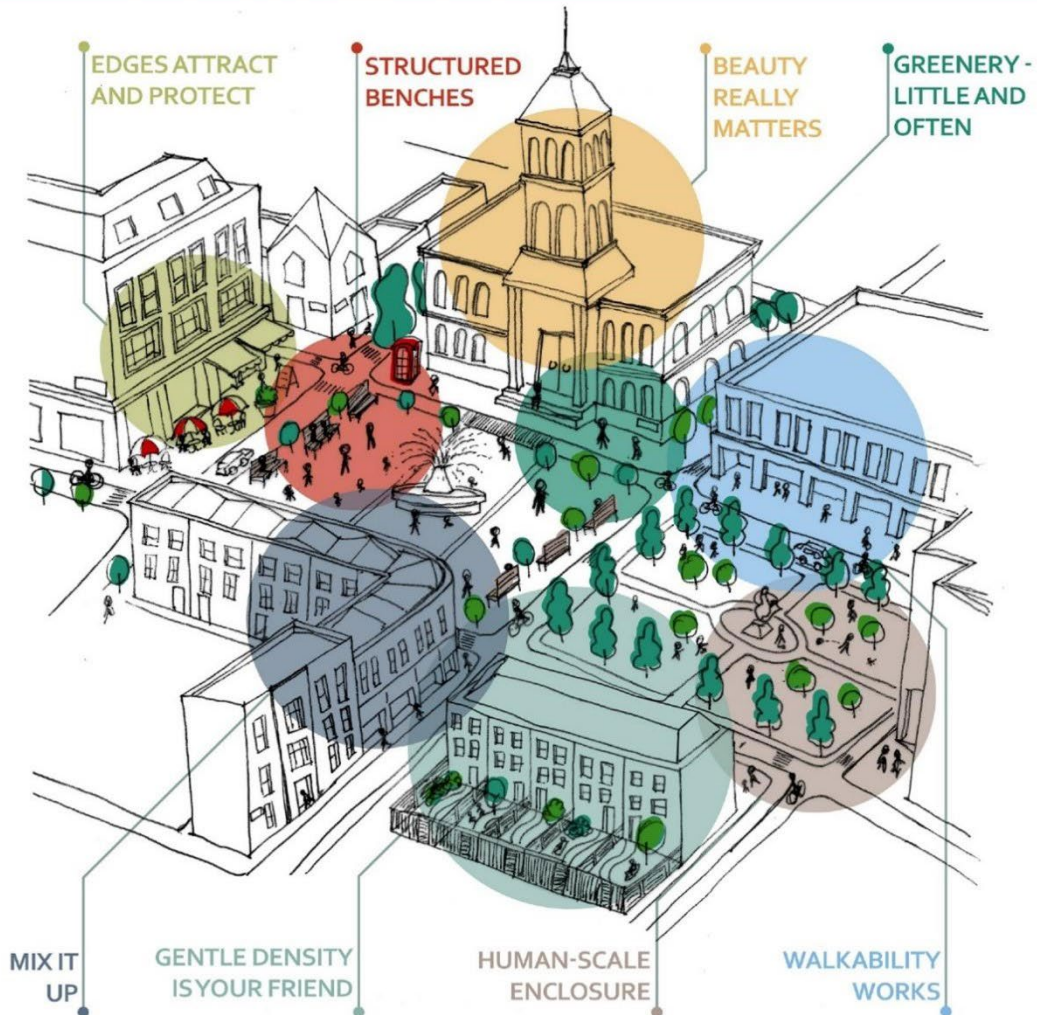 EDGES ATTRACT
AND PROTECT
STRUCTURED
BENCHES
BEAUTY
REALLY
MATTERS
GREENERY -
LITTLE AND
OFTEN
MIX IT
UP
GENTLE DENSITY
IS YOUR FRIEND
HUMAN-SCALE
ENCLOSURE
WALKABILITY
WORKS